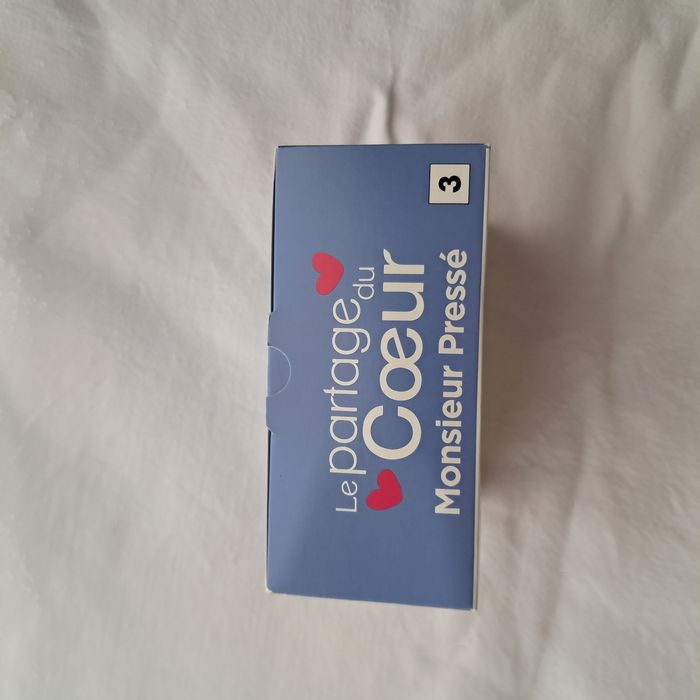 Le partage du
Cœur
Monsieur Pressé
3